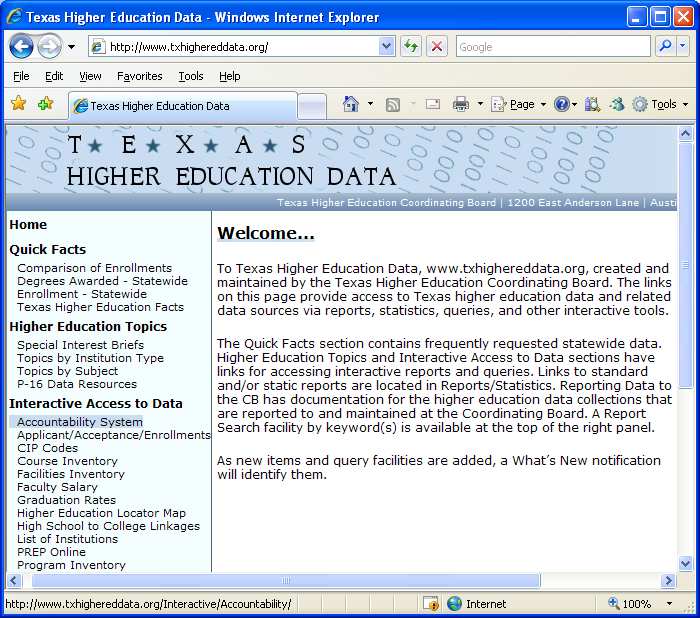 Texas Higher Education Data - Windows Internet Explorer
http://www.txhighereddata.org/
Google
File Edit View Favorites Tools Help
Texas Higher Education Data
Page Tools
T ★ E ★ X ★ A ★ S
HIGHER EDUCATION DATA
Texas Higher Education Coordinating Board | 1200 East Anderson Lane | Austi
Home
Quick Facts
Comparison of Enrollments
Degrees Awarded - Statewide
Enrollment - Statewide
Texas Higher Education Facts
Higher Education Topics
Special Interest Briefs
Topics by Institution Type
Topics by Subject
P-16 Data Resources
Interactive Access to Data
Accountability System
Applicant/Acceptance/Enrollments
CIP Codes
Course Inventory
Facilities Inventory
Faculty Salary
Graduation Rates
Higher Education Locator Map
High School to College Linkages
List of Institutions
PREP Online
Program Inventory
Welcome...
To Texas Higher Education Data, www.txhighereddata.org, created and
maintained by the Texas Higher Education Coordinating Board. The links
on this page provide access to Texas higher education data and related
data sources via reports, statistics, queries, and other interactive tools.
The Quick Facts section contains frequently requested statewide data.
Higher Education Topics and Interactive Access to Data sections have
links for accessing interactive reports and queries. Links to standard
and/or static reports are located in Reports/Statistics. Reporting Data to
the CB has documentation for the higher education data collections that
are reported to and maintained at the Coordinating Board. A Report
Search facility by keyword(s) is available at the top of the right panel.
As new items and query facilities are added, a What's New notification
will identify them.
http://www.txhighereddata.org/Interactive/Accountability/
Internet
100%